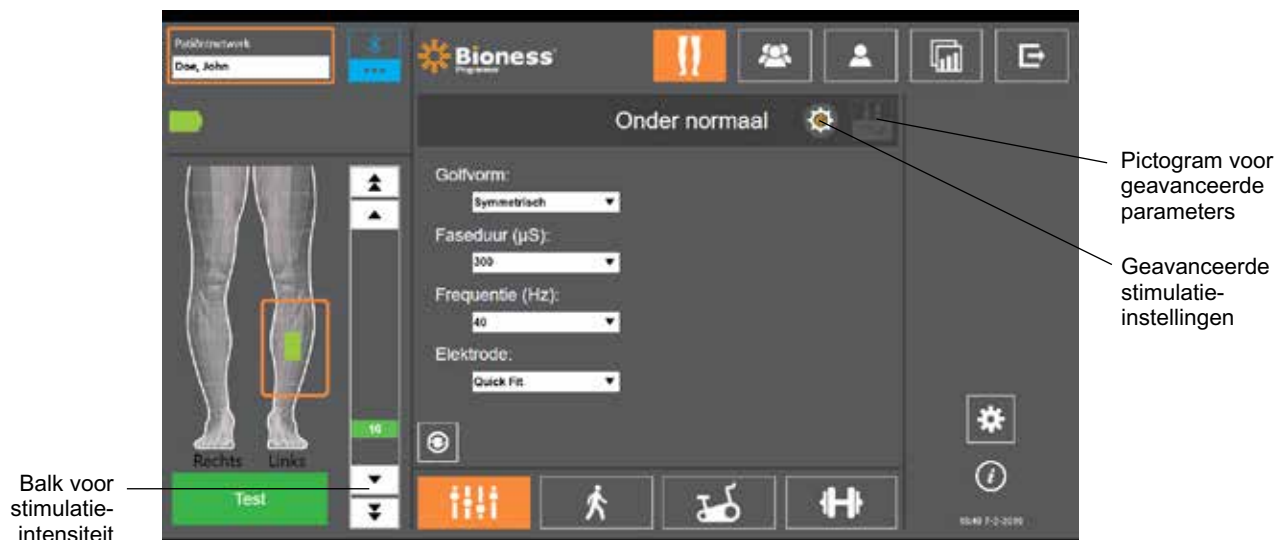 Patiëntnetwerk
Doe, John
Bioness
Onder normaal
Golfvorm:
Symmetrisch
Faseduur (µS):
300
Frequentie (Hz):
40
Elektrode:
Quick Fit
16
Rechts Links
Test
Pictogram voor
geavanceerde
parameters
Geavanceerde
stimulatie-
instellingen
Balk voor
stimulatie-
intensiteit